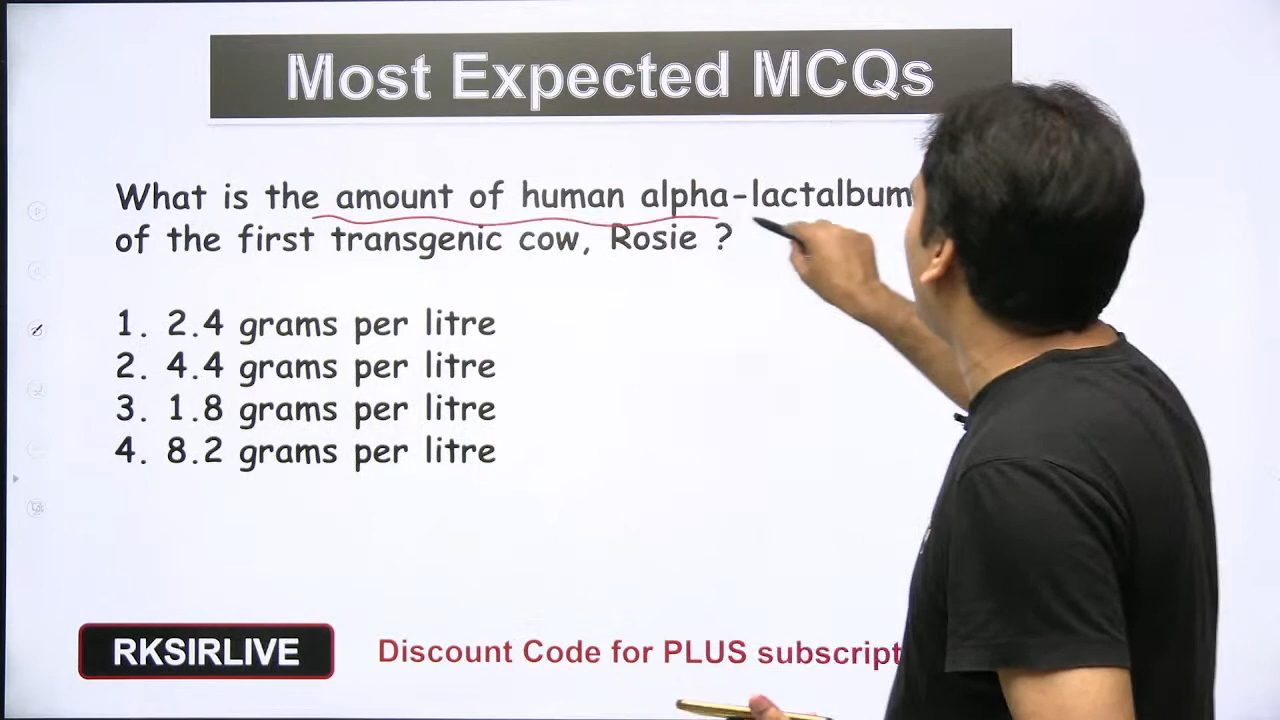 Most Expected MCQs
What is the amount of human alpha-lactalbum
of the first transgenic cow, Rosie ?
1. 2.4 grams per litre
2. 4.4 grams per litre
3. 1.8 grams per litre
4. 8.2 grams per litre
RKSIRLIVE
Discount Code for PLUS subscript